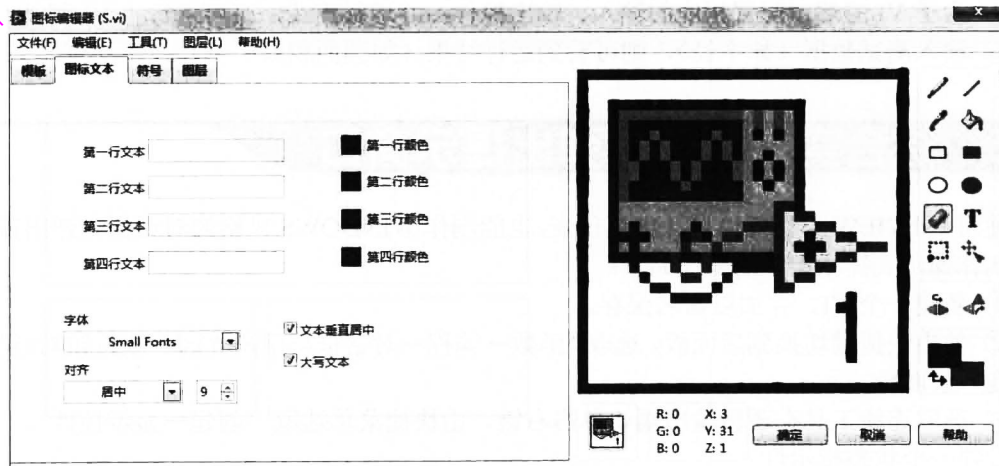 图标编辑器 (S.vi)
X
文件(F) 编辑(E) 工具(T) 图层(L) 帮助(H)
模板 图标文本 符号 图层
第一行文本 第一行颜色
第二行文本 第二行颜色
第三行文本 第三行颜色
第四行文本 第四行颜色
字体
Small Fonts
文本垂直居中
大写文本
对齐
居中 9
T
1
1
R: 0 X: 3
G: 0 Y: 31
B: 0 Z: 1
确定 取消 帮助